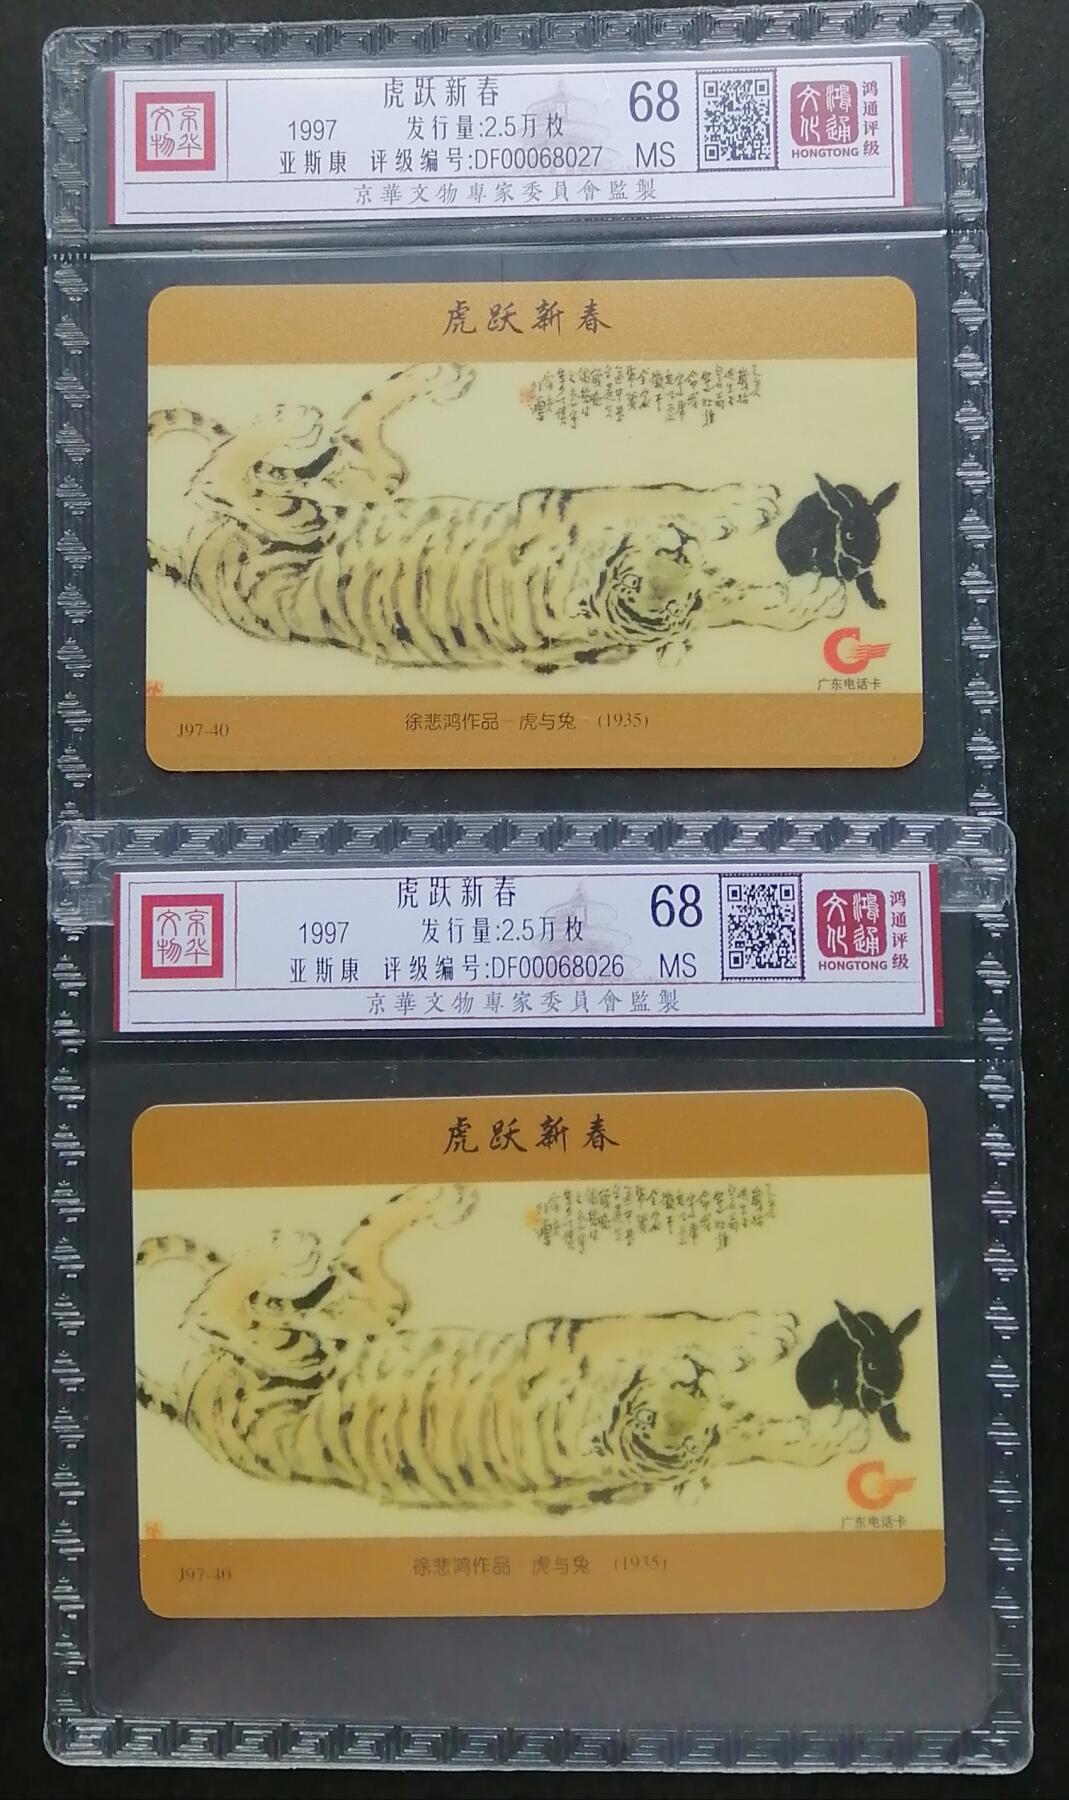 京华
文物
虎跃新春
1997 发行量:2.5万枚
亚斯康 评级编号:DF00068027
68
MS
鸿通
文化
HONGTONG
鸿通评级
京華文物專家委員會監製
虎跃新春
广东电话卡
J97-40 徐悲鸿作品－虎与兔 (1935)
京华
文物
虎跃新春
1997 发行量:2.5万枚
亚斯康 评级编号:DF00068026
68
MS
鸿通
文化
HONGTONG
鸿通评级
京華文物專家委員會監製
虎跃新春
广东电话卡
J97-40 徐悲鸿作品 虎与兔 (1935)